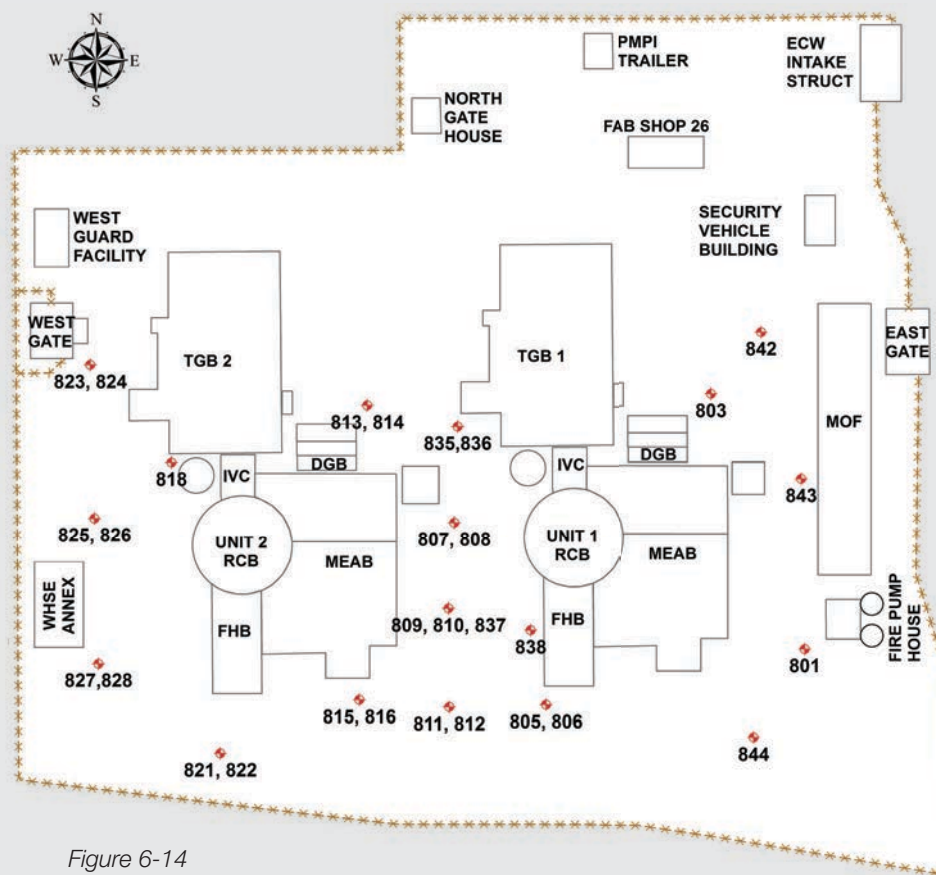 N
W E
S
PMPI
TRAILER
ECW
INTAKE
STRUCT
NORTH
GATE
HOUSE
FAB SHOP 26
WEST
GUARD
FACILITY
SECURITY
VEHICLE
BUILDING
WEST
GATE
EAST
GATE
TGB 2
TGB 1
842
823, 824
813, 814
835,836
803
MOF
818
IVC
DGB
IVC
DGB
843
825, 826
UNIT 2
RCB
MEAB
807, 808
UNIT 1
RCB
MEAB
WHSE
ANNEX
FHB
809, 810, 837
838
FHB
FIRE PUMP
HOUSE
801
827,828
815, 816
811, 812
805, 806
844
821, 822
Figure 6-14